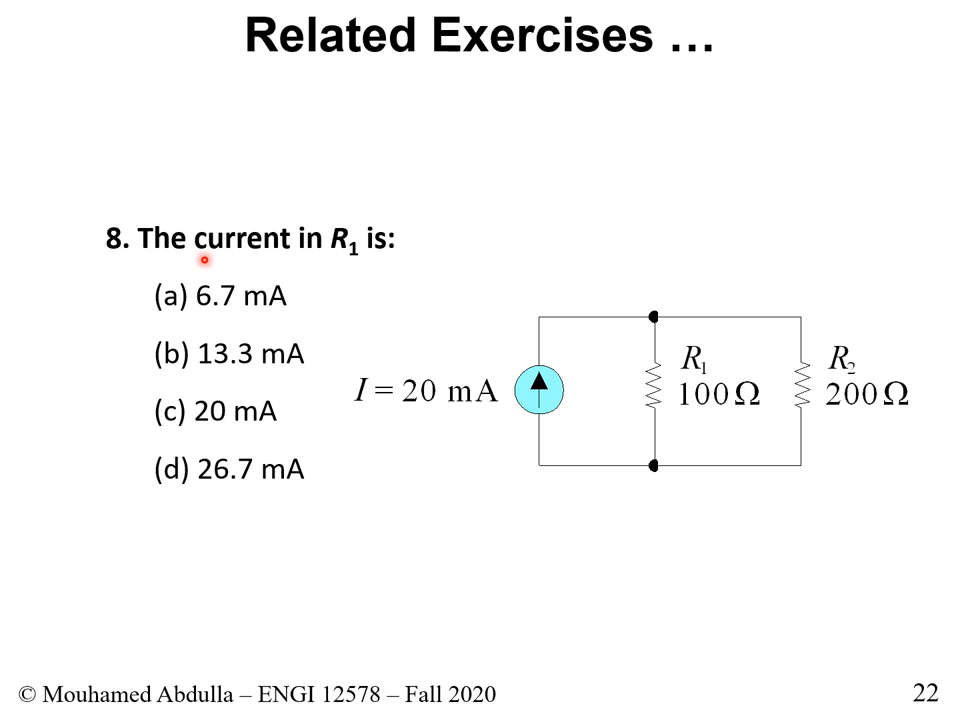 Related Exercises …
8. The current in R1 is:
(a) 6.7 mA
(b) 13.3 mA
(c) 20 mA
(d) 26.7 mA
I = 20 mA
R1
100 Ω
R2
200 Ω
© Mouhamed Abdulla – ENGI 12578 – Fall 2020
22